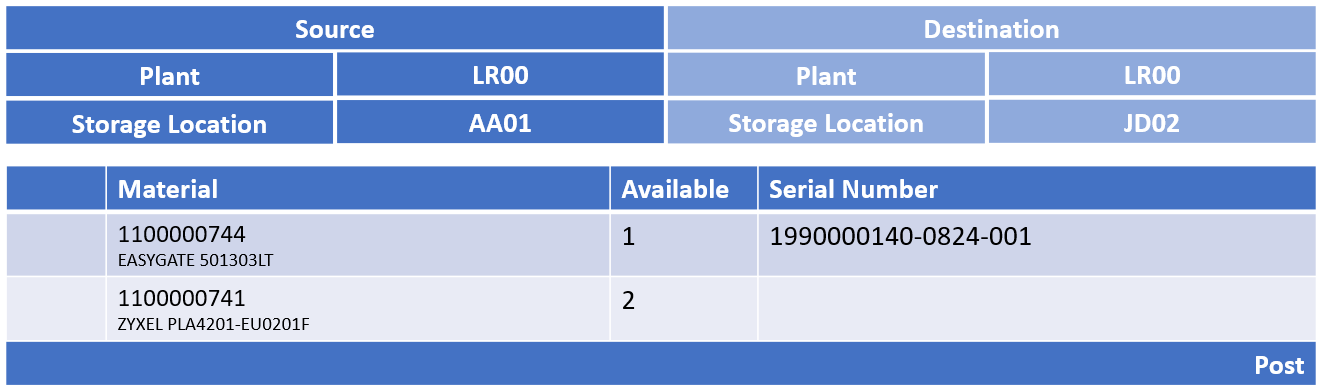 Source Destination
Plant LR00 Plant LR00
Storage Location AA01 Storage Location JD02
Material Available Serial Number
1100000744 1 1990000140-0824-001
EASYGATE 501303LT
1100000741 2
ZYXEL PLA4201-EU0201F
Post